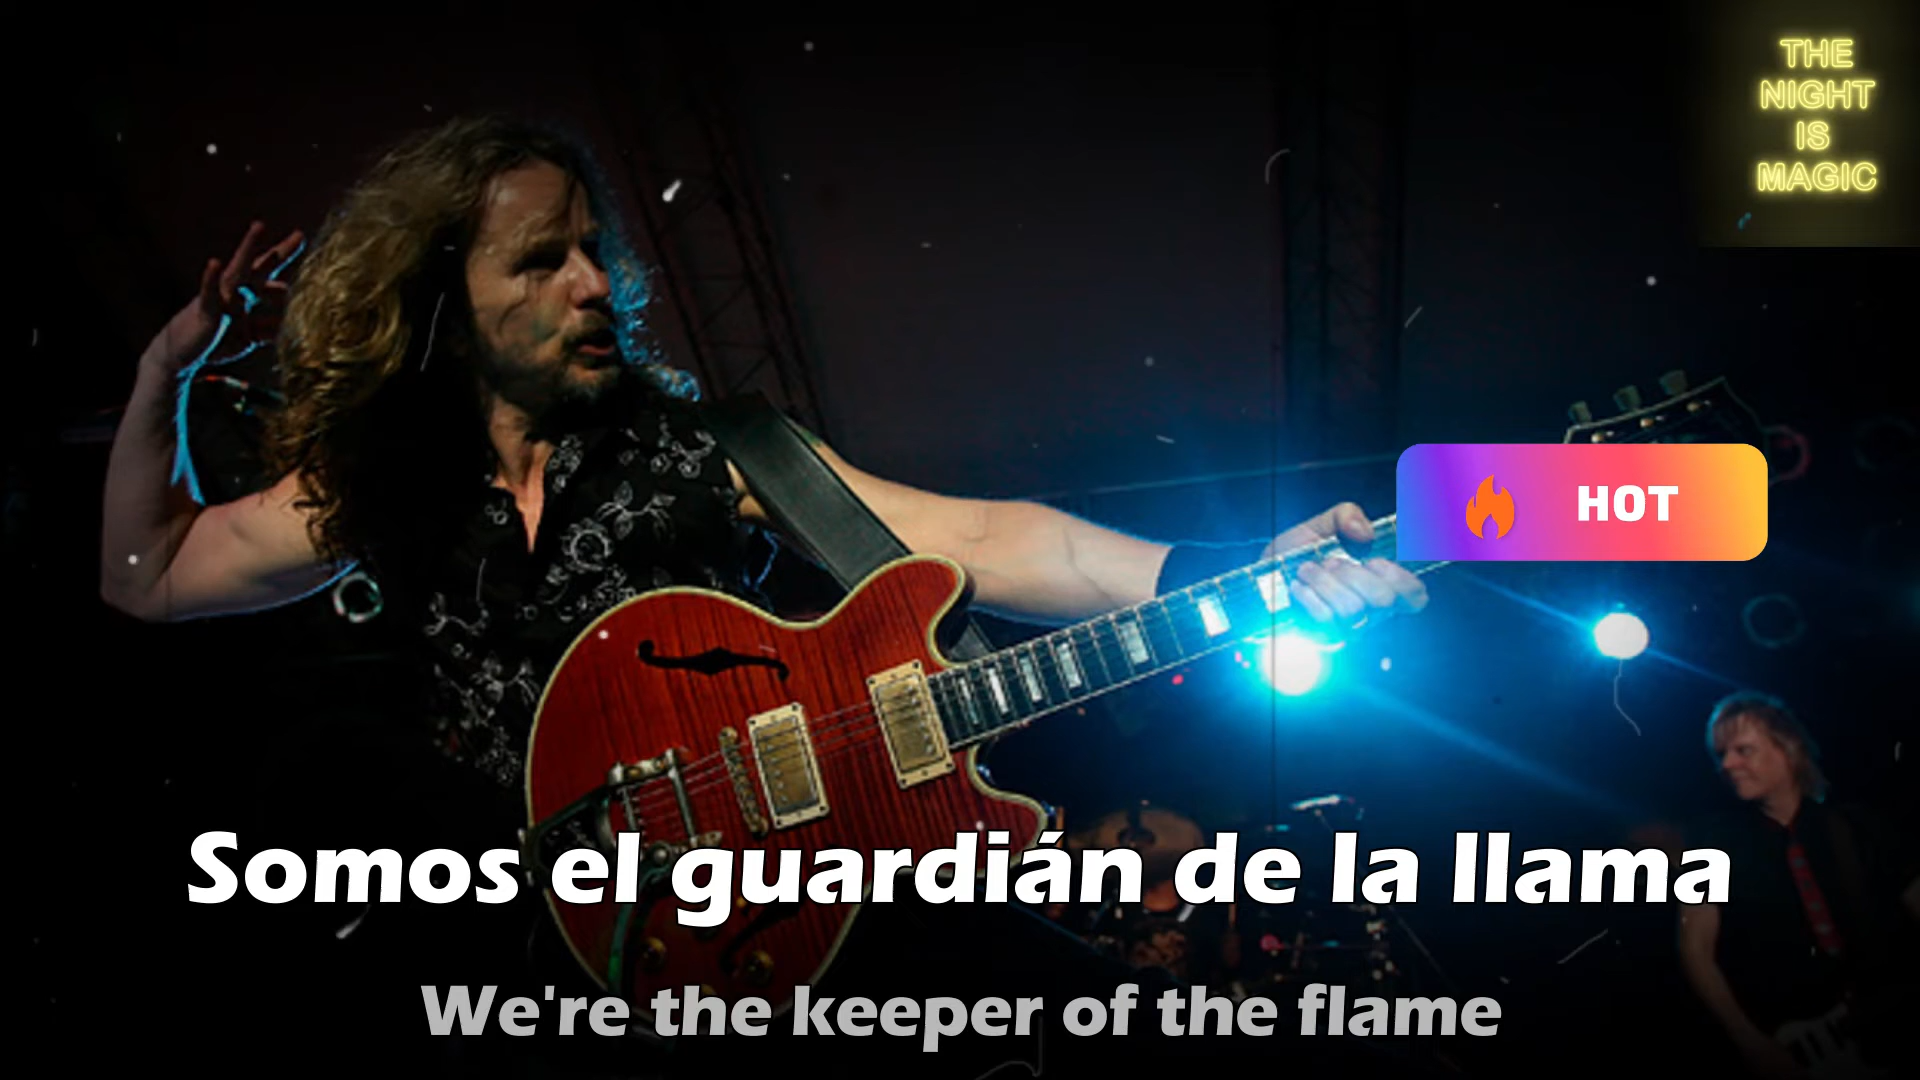 THE
NIGHT
IS
MAGIC
HOT
Somos el guardián de la llama
We're the keeper of the flame